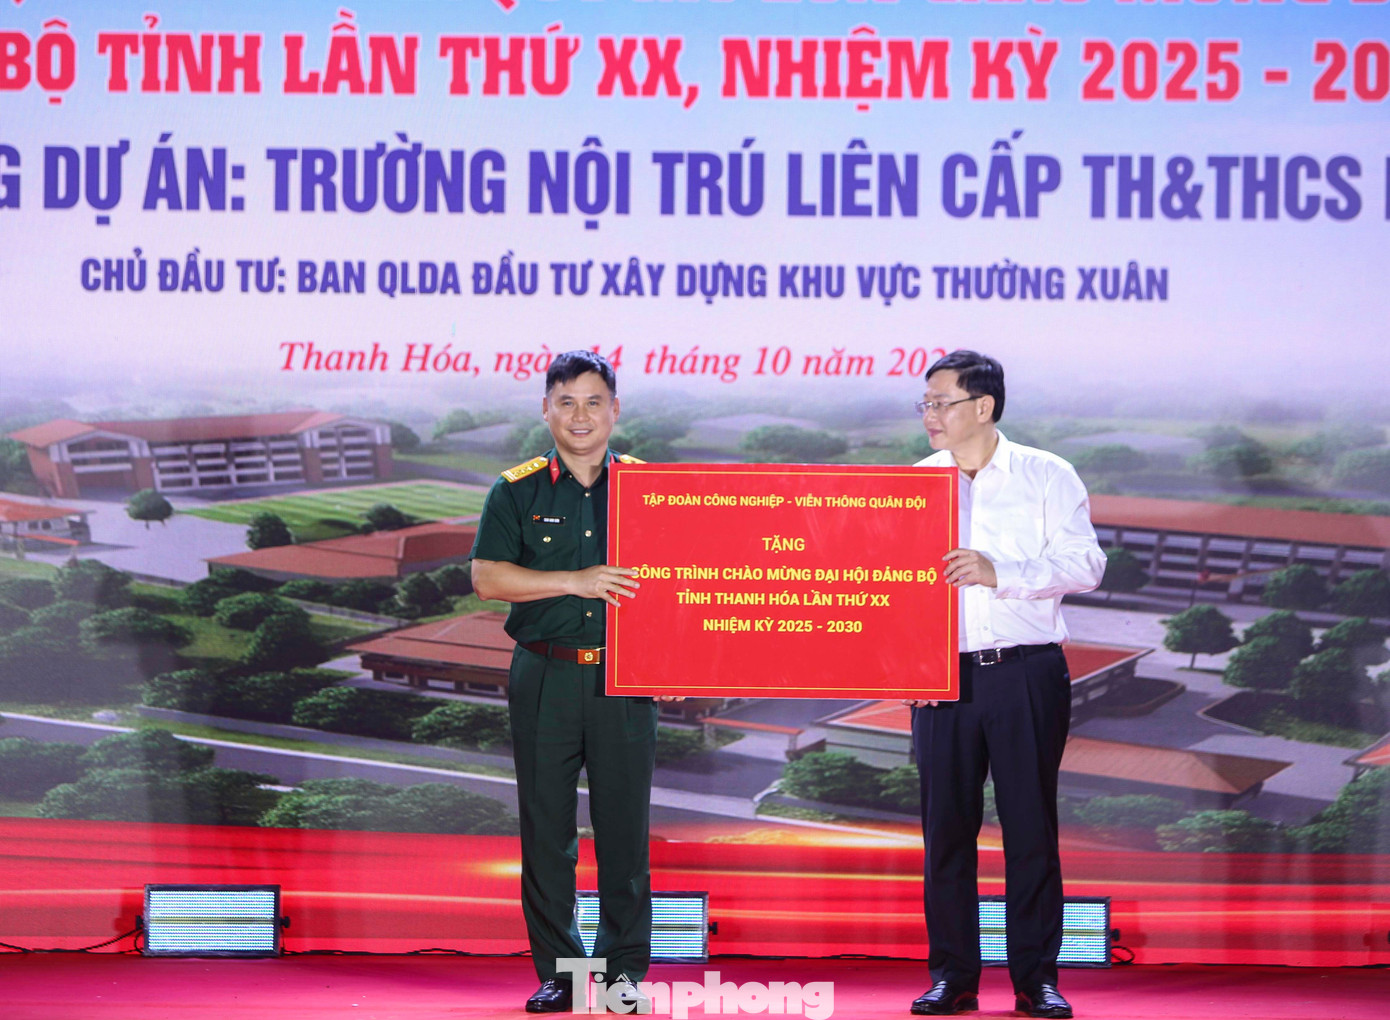 BỘ TỈNH LẦN THỨ XX, NHIỆM KỲ 2025 - 20
G DỰ ÁN: TRƯỜNG NỘI TRÚ LIÊN CẤP TH&THCS
CHỦ ĐẦU TƯ: BAN QLDA ĐẦU TƯ XÂY DỰNG KHU VỰC THƯỜNG XUÂN
Thanh Hóa, ngày 14 tháng 10 năm
TẬP ĐOÀN CÔNG NGHIỆP - VIỄN THÔNG QUÂN ĐỘI
TẶNG
CÔNG TRÌNH CHÀO MỪNG ĐẠI HỘI ĐẢNG BỘ
TỈNH THANH HÓA LẦN THỨ XX
NHIỆM KỲ 2025 - 2030
Tiênphong